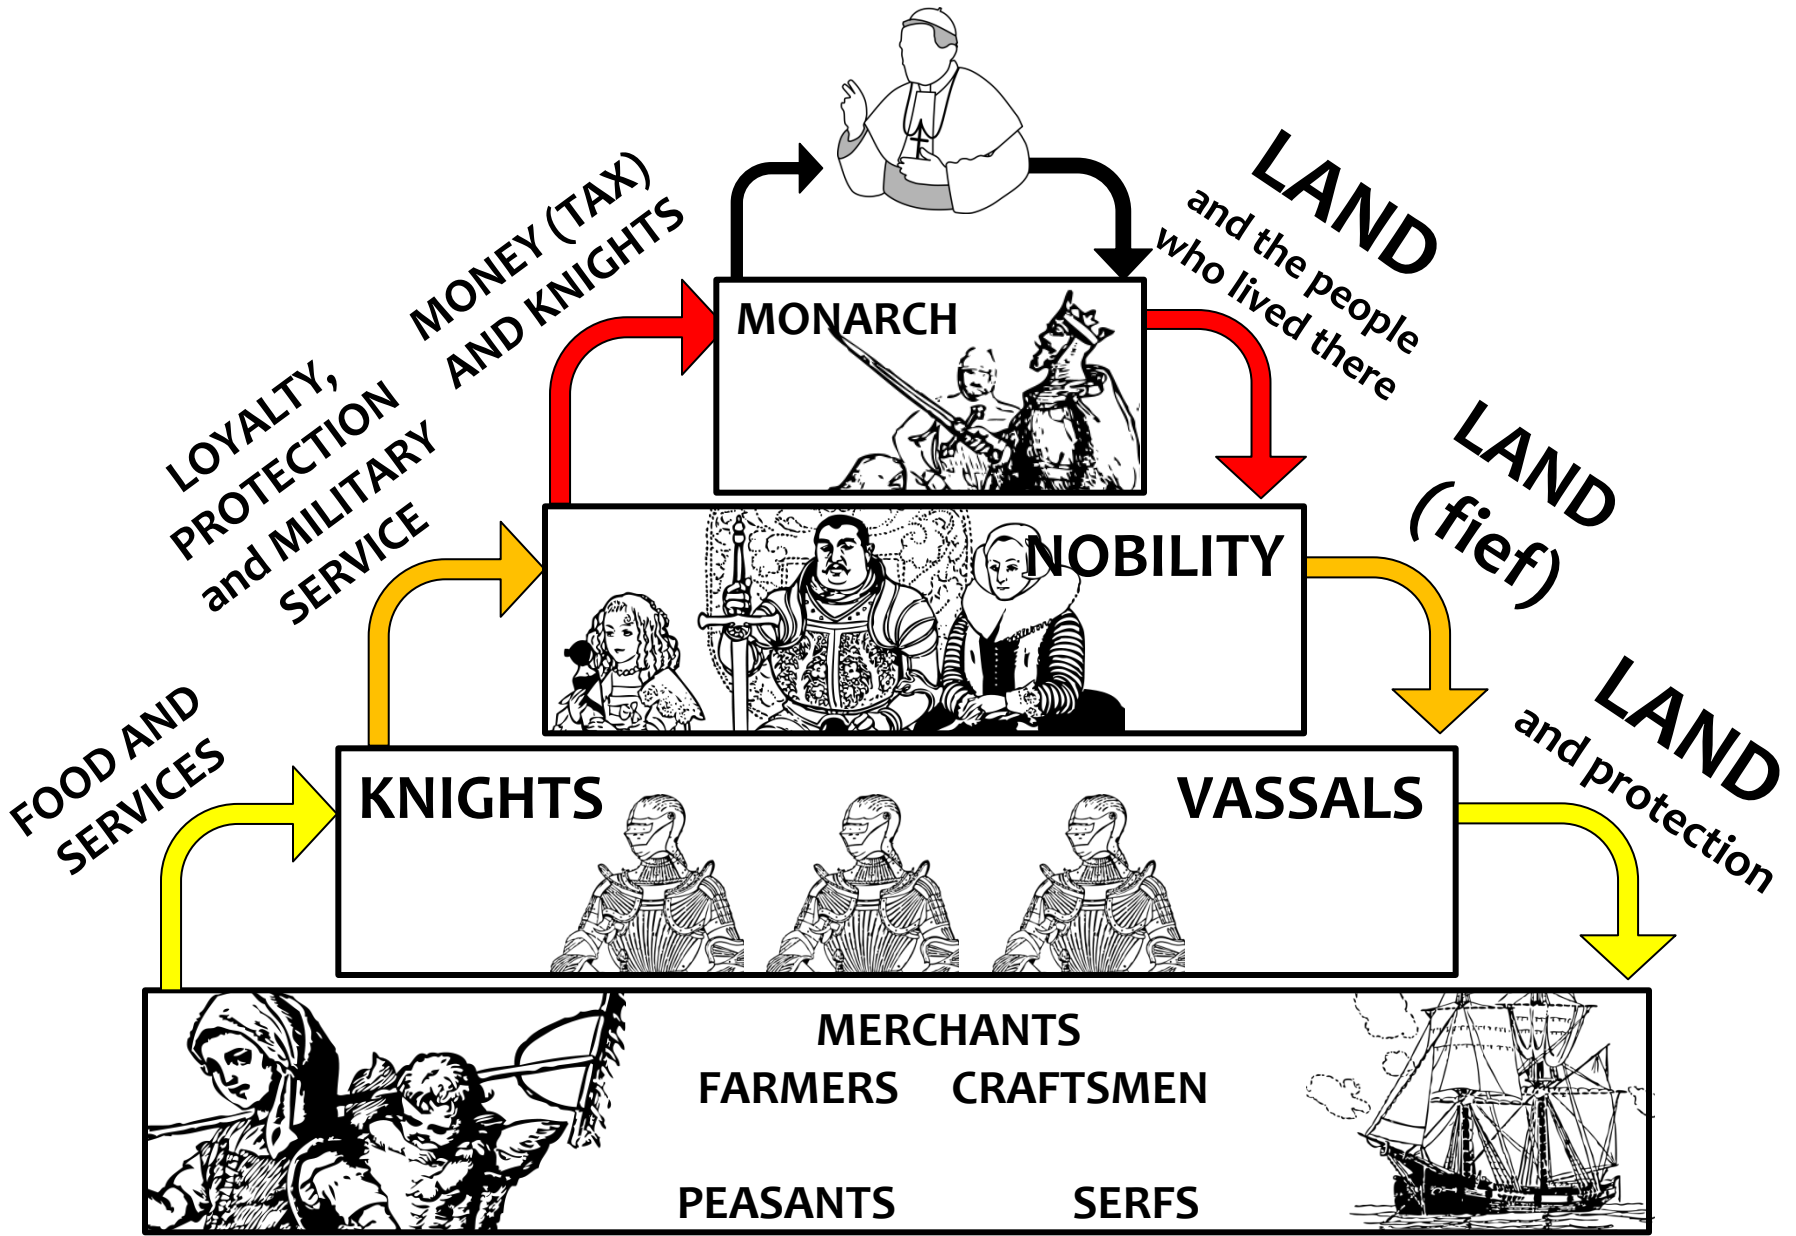 MONEY (TAX)
AND KNIGHTS
LAND
and the people
who lived there
MONARCH
LOYALTY,
PROTECTION
and MILITARY
SERVICE
LAND
(fief)
NOBILITY
FOOD AND
SERVICES
LAND
and protection
KNIGHTS
VASSALS
MERCHANTS
FARMERS CRAFTSMEN
PEASANTS SERFS